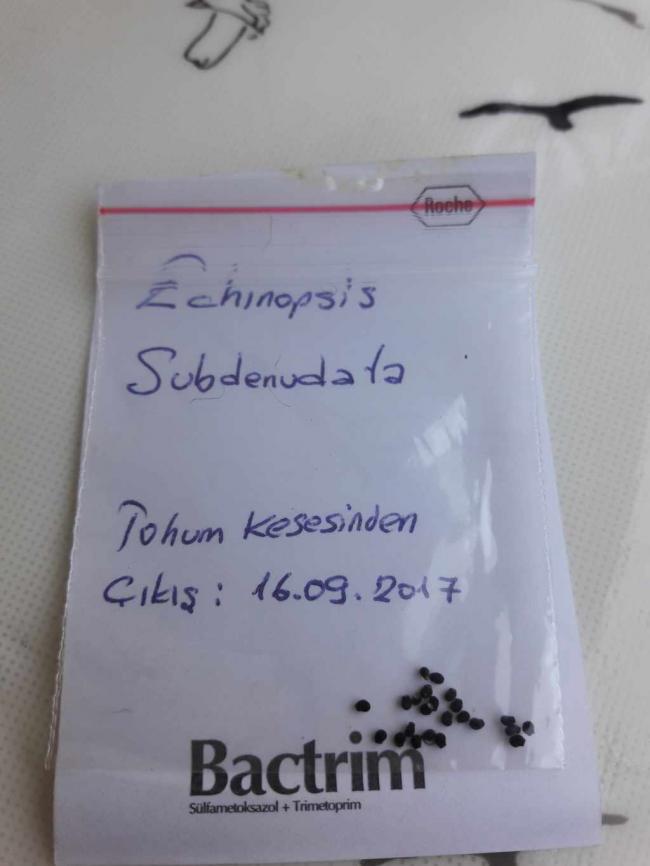 Roche
Echinopsis
Subdenudata
Tohum Kesesinden
Çıkış: 16.09.2017
Bactrim
Sülfametoksazol + Trimetoprim